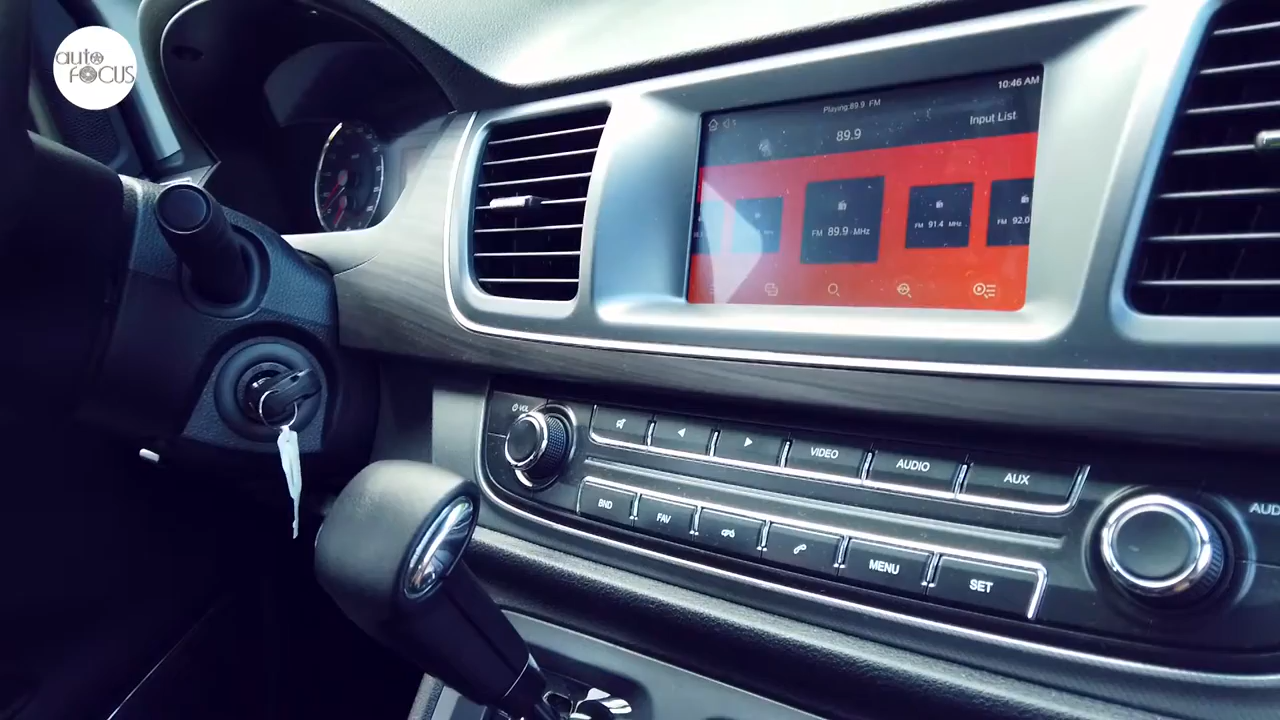 auto
FOCUS
10:46 AM
Playing:89.9 FM
89.9
Input List
FM 89.9 MHz
FM 91.4 MHz
FM 92.0
VOL
VIDEO
AUDIO
AUX
BND
FAV
MENU
SET